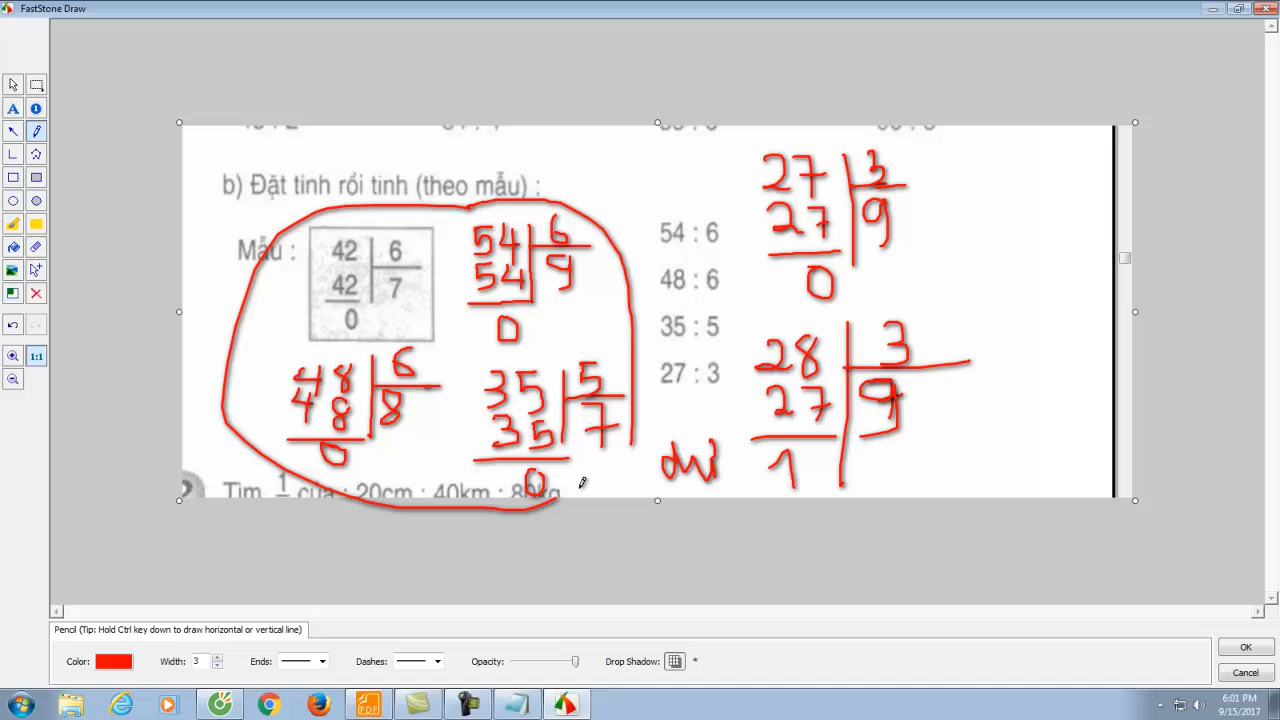 FastStone Draw
b) Đặt tính rồi tính (theo mẫu) :
Mẫu :
42 6
42 7
0
54 6
54 9
0
48 6
48 8
0
35 5
35 7
0
54 : 6
48 : 6
35 : 5
27 : 3
27 3
27 9
0
28 3
27 9
dư 1
Tìm 1 của : 20cm ; 40km ; 80kg
Pencil (Tip: Hold Ctrl key down to draw horizontal or vertical line)
Color: Width: 3 Ends: Dashes: Opacity: Drop Shadow: *
OK
Cancel
1:1
PDF
6:01 PM
9/15/2017